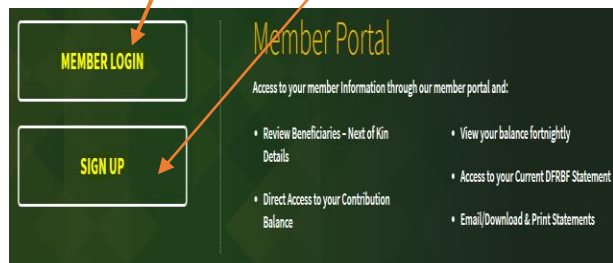 MEMBER LOGIN
SIGN UP
Member Portal
Access to your member Information through our member portal and:
• Review Beneficiaries – Next of Kin
Details
• Direct Access to your Contribution
Balance
• View your balance fortnightly
• Access to your Current DFRBF Statement
• Email/Download & Print Statements